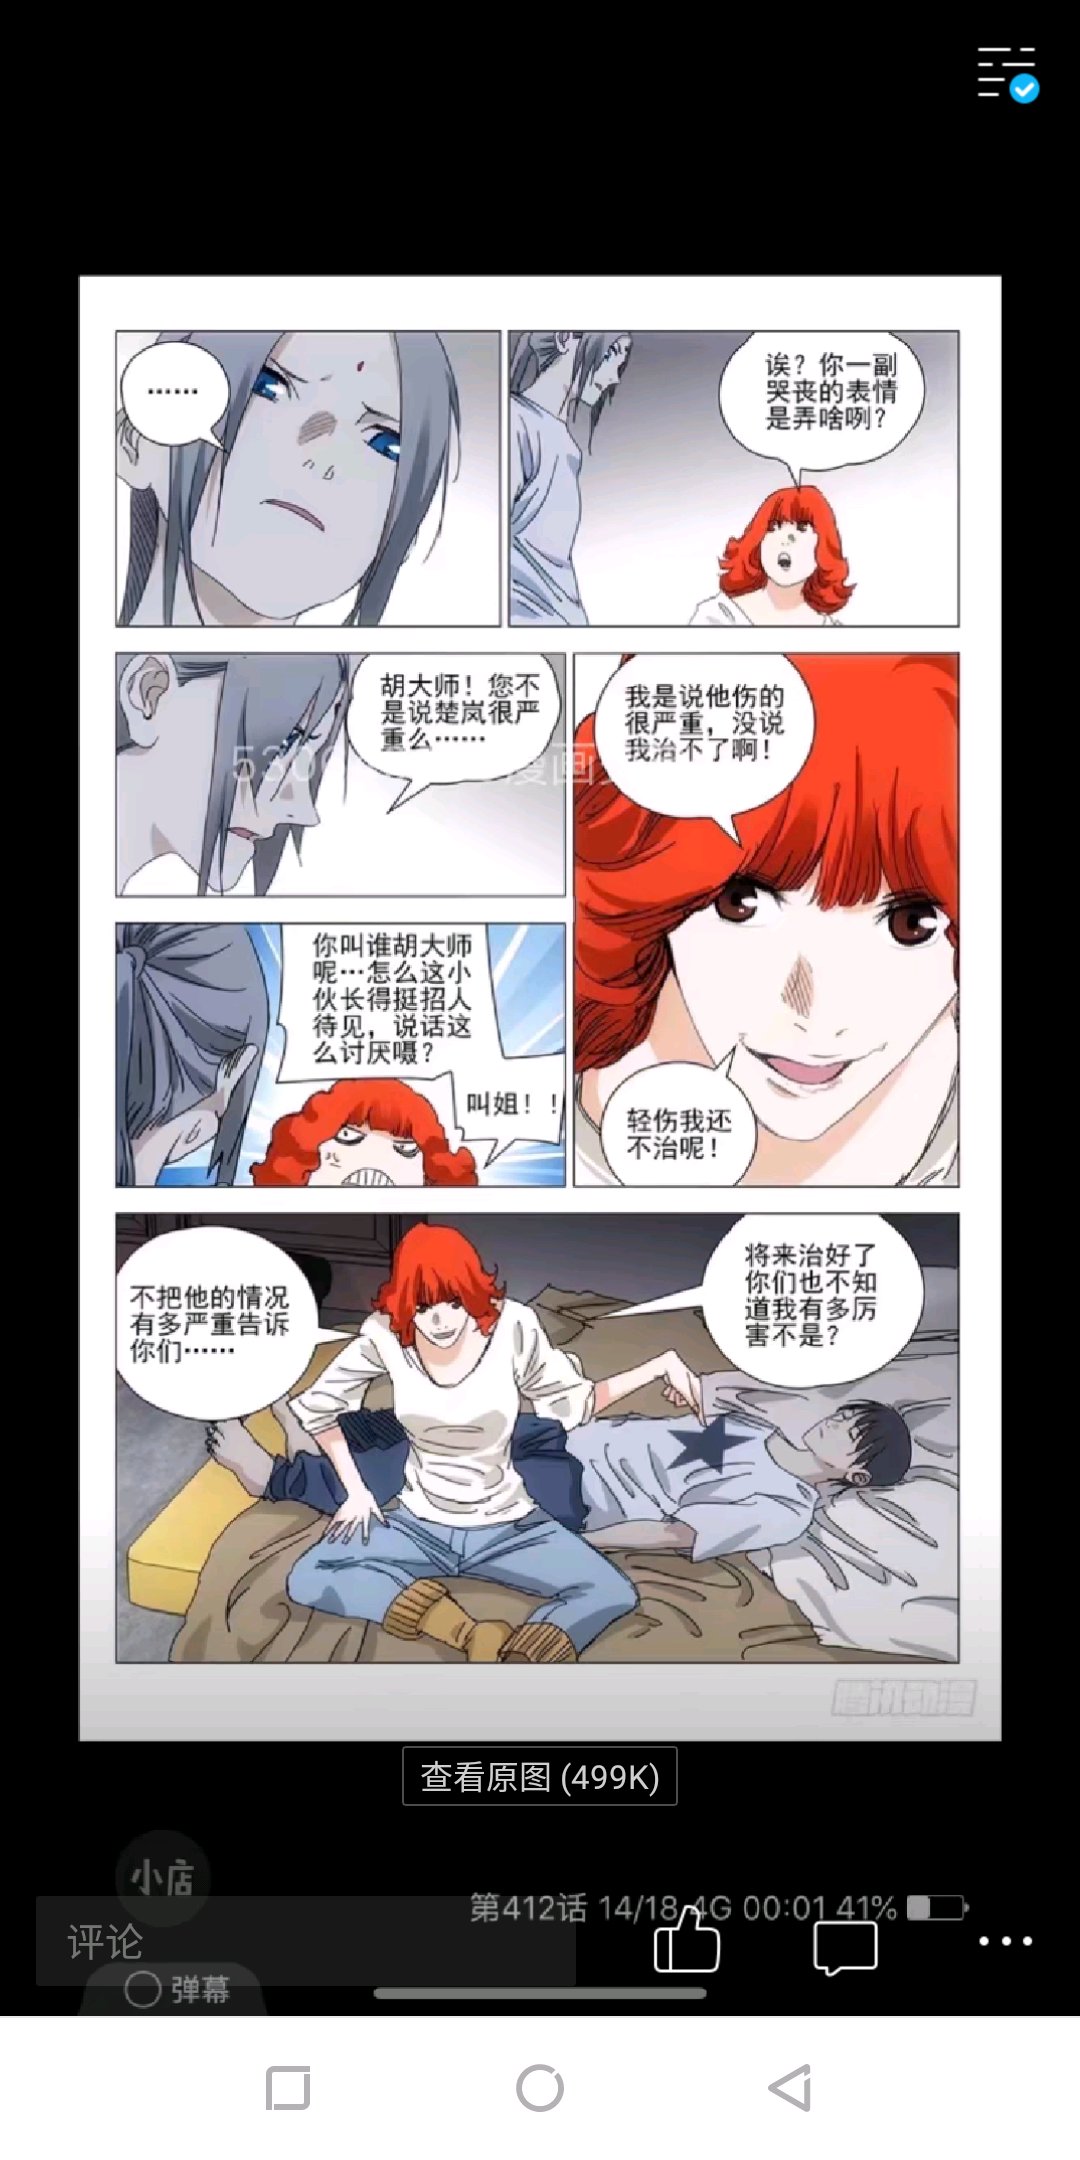 ……
诶？你一副
哭丧的表情
是弄啥咧？
胡大师！您不
是说楚岚很严
重么……
我是说他伤的
很严重，没说
我治不了啊！
轻伤我还
不治呢！
你叫谁胡大师
呢…怎么这小
伙长得挺招人
待见，说话这
么讨厌嗫？
叫姐！！
不把他的情况
有多严重告诉
你们……
将来治好了
你们也不知
道我有多厉
害不是？
腾讯动漫
查看原图 (499K)
小店
第412话 14/18 4G 00:01 41%
评论
弹幕